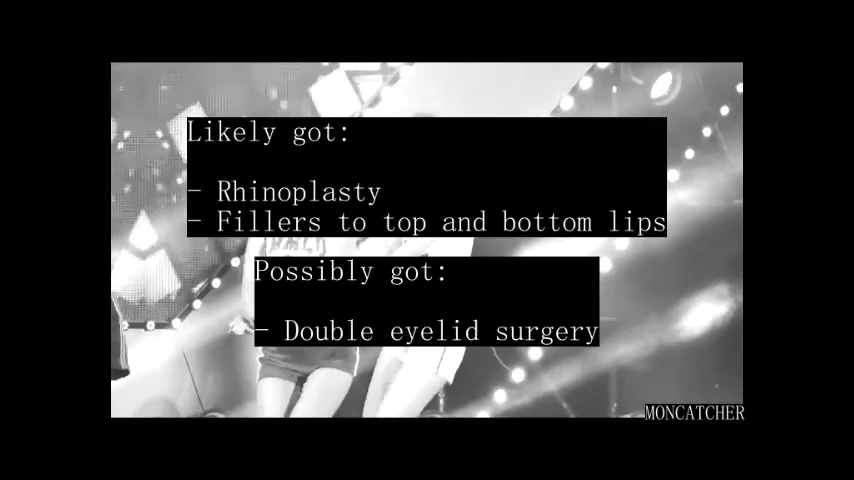 Likely got:
- Rhinoplasty
- Fillers to top and bottom lips
Possibly got:
- Double eyelid surgery
MONCATCHER